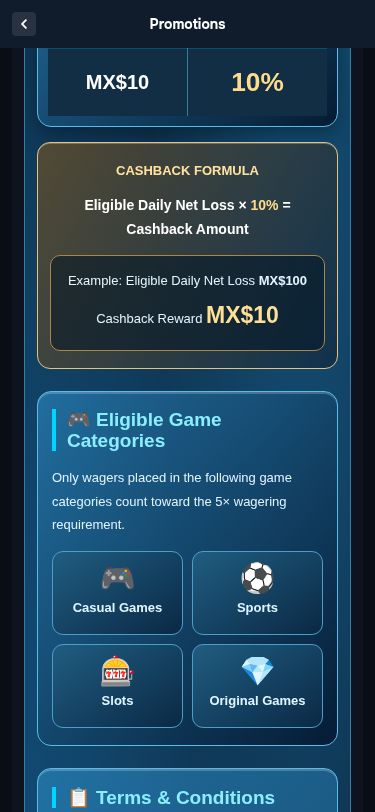 Promotions
MX$10
10%
CASHBACK FORMULA
Eligible Daily Net Loss × 10% =
Cashback Amount
Example: Eligible Daily Net Loss MX$100
Cashback Reward MX$10
Eligible Game
Categories
Only wagers placed in the following game
categories count toward the 5× wagering
requirement.
Casual Games
Sports
Slots
Original Games
Terms & Conditions